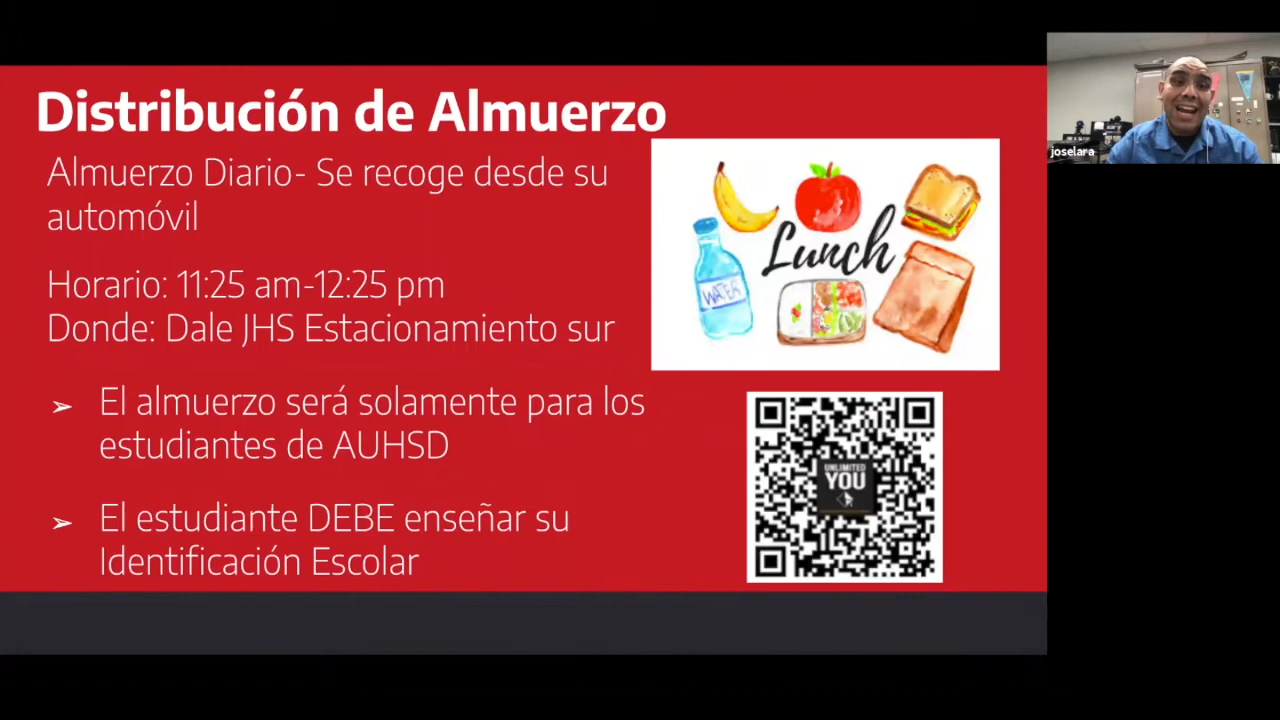 Distribución de Almuerzo
Almuerzo Diario- Se recoge desde su
automóvil
Horario: 11:25 am-12:25 pm
Donde: Dale JHS Estacionamiento sur
➢ El almuerzo será solamente para los
estudiantes de AUHSD
➢ El estudiante DEBE enseñar su
Identificación Escolar
Lunch
WATER
UNLIMITED
YOU
joselara